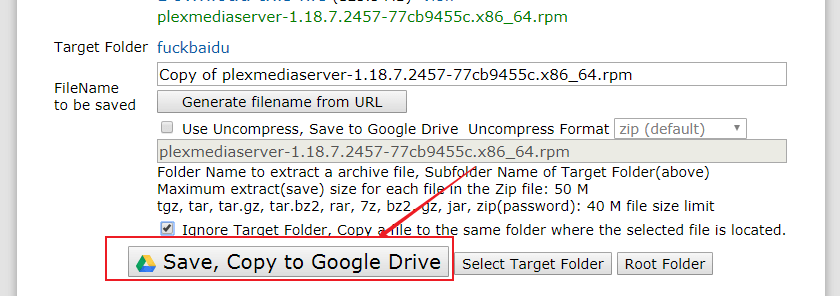 plexmediaserver-1.18.7.2457-77cb9455c.x86_64.rpm
Target Folder fuckbaidu
Copy of plexmediaserver-1.18.7.2457-77cb9455c.x86_64.rpm
FileName
to be saved
Generate filename from URL
Use Uncompress, Save to Google Drive Uncompress Format zip (default)
plexmediaserver-1.18.7.2457-77cb9455c.x86_64.rpm
Folder Name to extract a archive file, Subfolder Name of Target Folder(above)
Maximum extract(save) size for each file in the Zip file: 50 M
tgz, tar, tar.gz, tar.bz2, rar, 7z, bz2, gz, jar, zip(password): 40 M file size limit
Ignore Target Folder, Copy a file to the same folder where the selected file is located.
Save, Copy to Google Drive Select Target Folder Root Folder